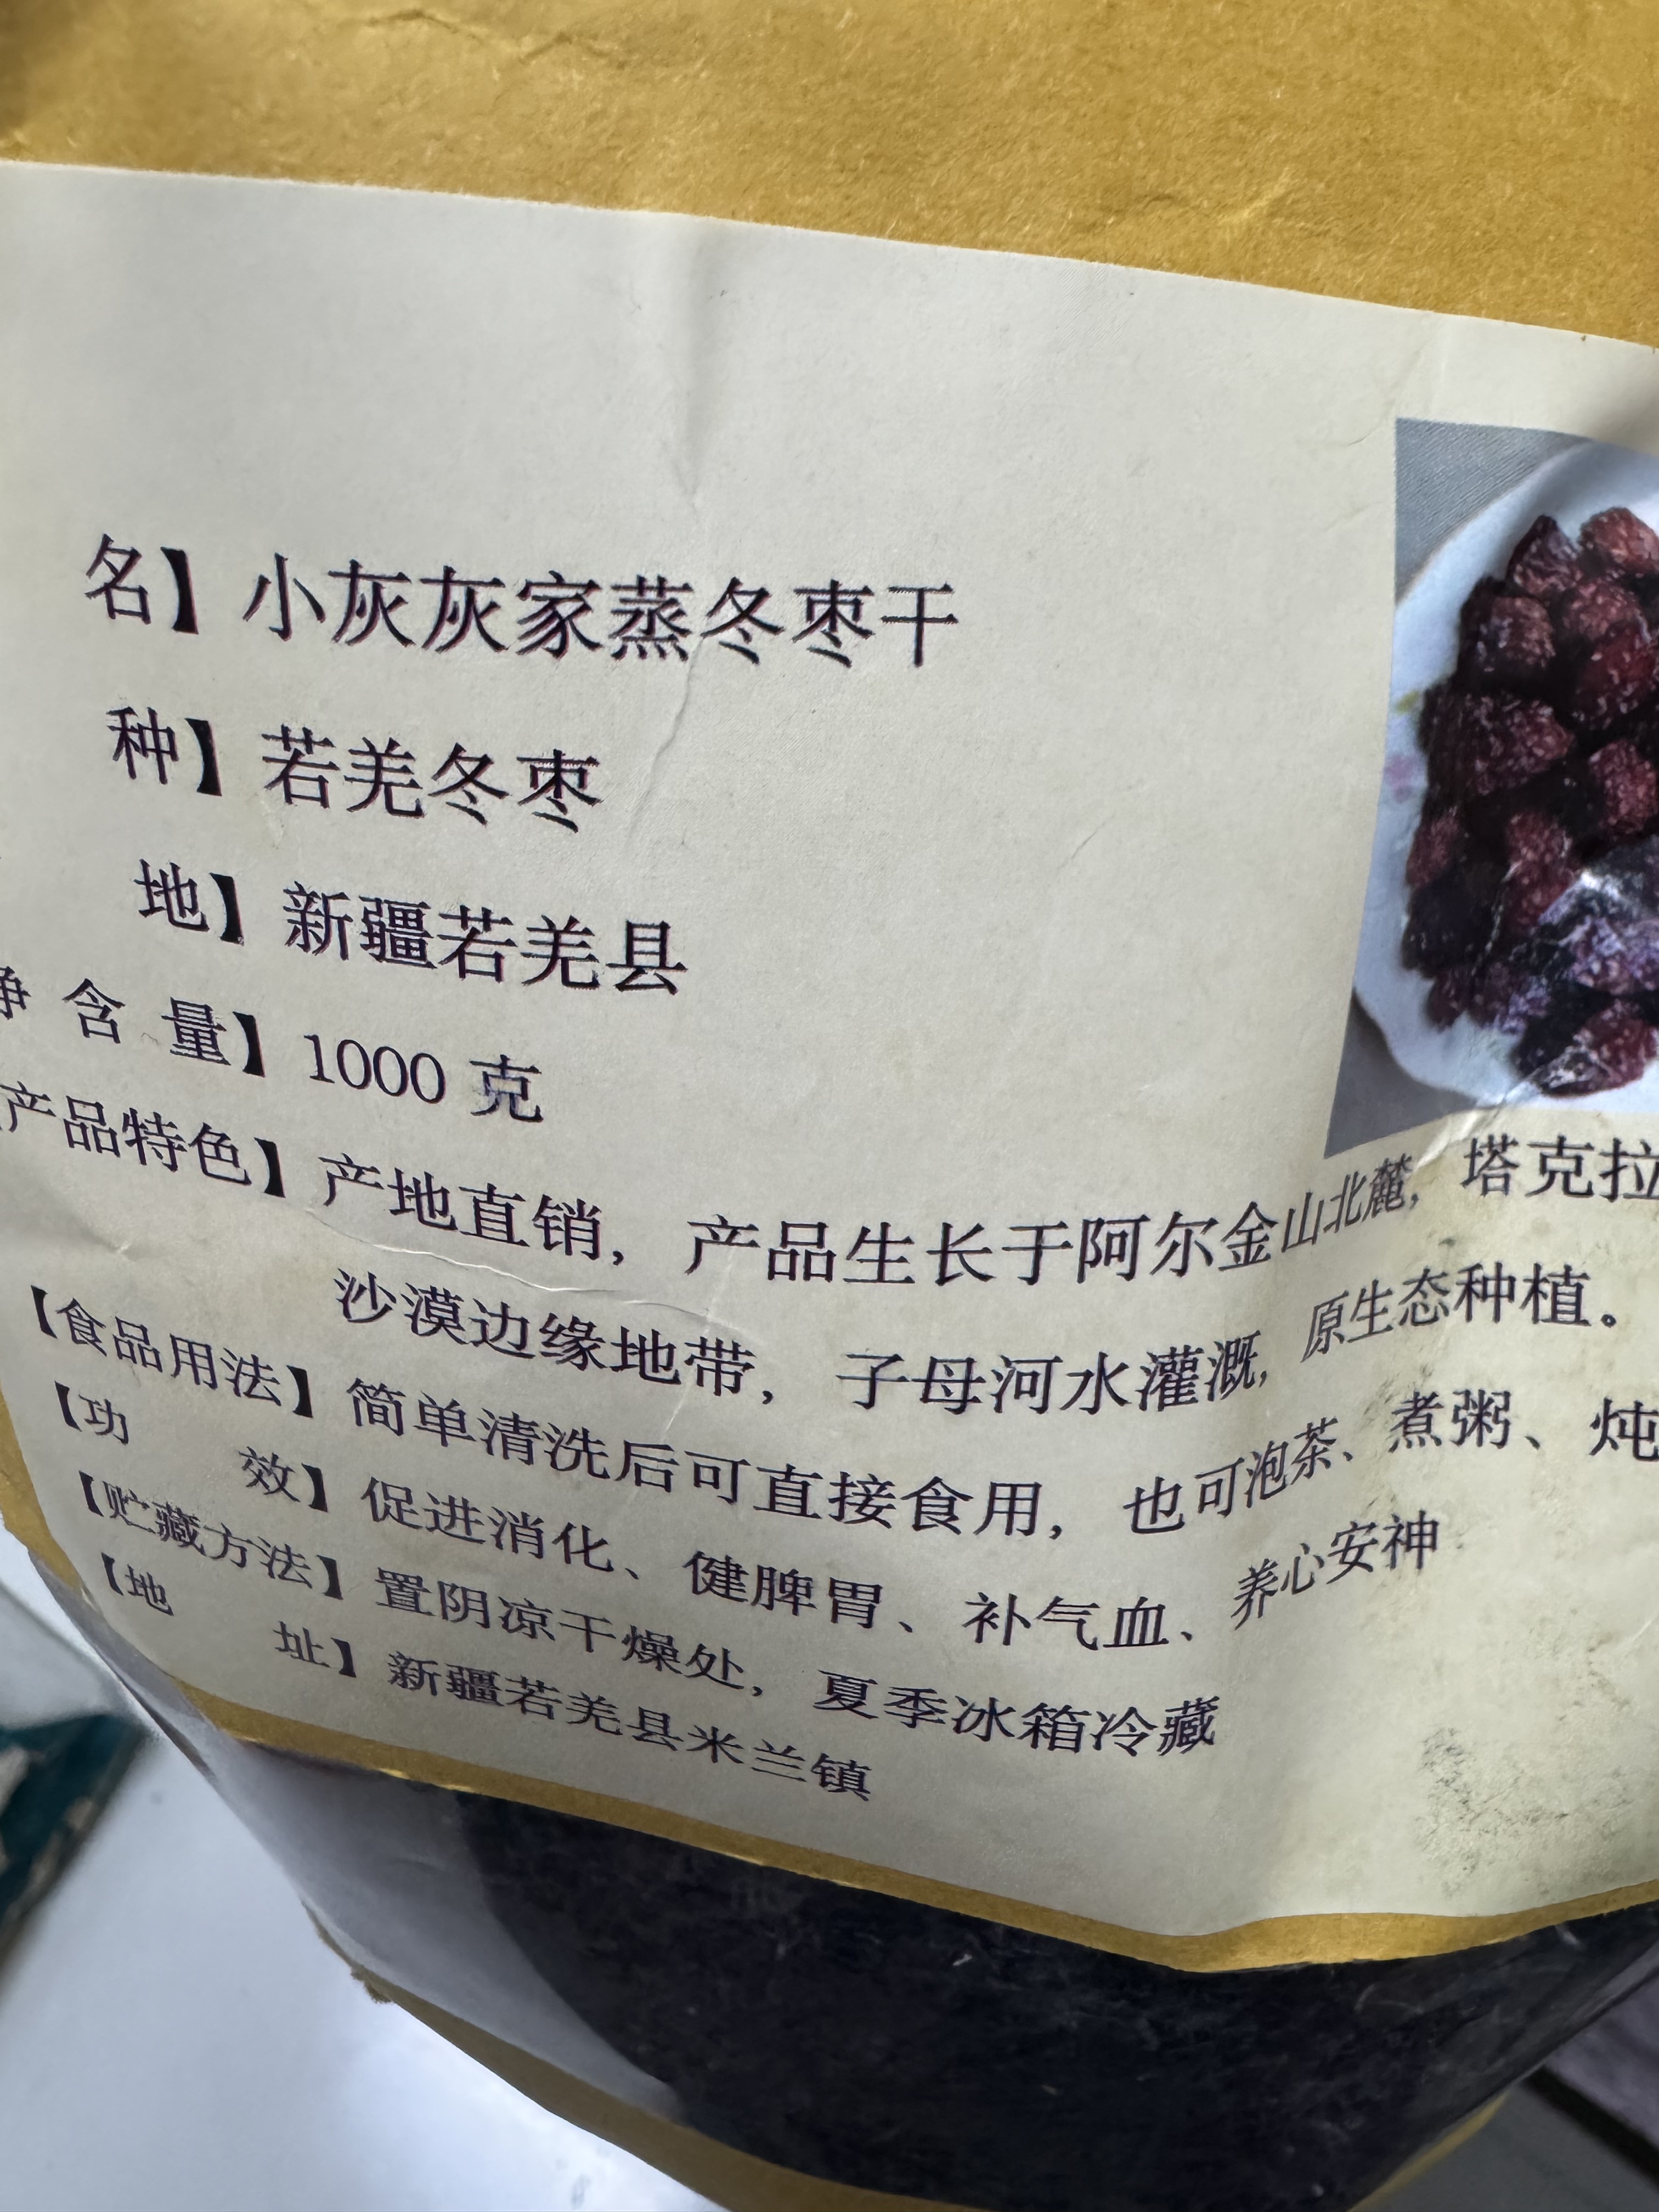 名】小灰灰家蒸冬枣干
种】若羌冬枣
地】新疆若羌县
净含量】1000 克
产品特色】产地直销，产品生长于阿尔金山北麓，塔克拉
沙漠边缘地带，子母河水灌溉，原生态种植。
【食品用法】简单清洗后可直接食用，也可泡茶、煮粥、炖
【功效】促进消化、健脾胃、补气血、养心安神
【贮藏方法】置阴凉干燥处，夏季冰箱冷藏
【地址】新疆若羌县米兰镇